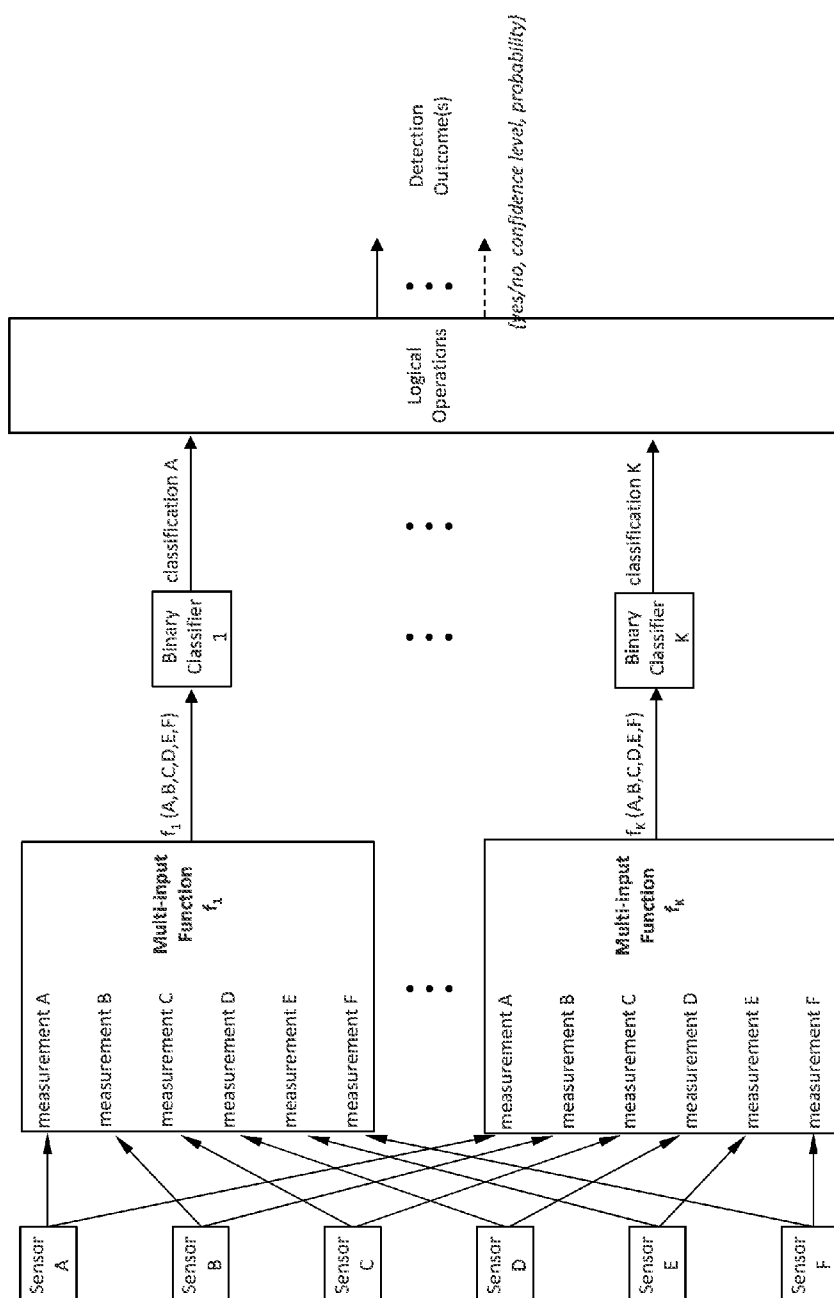 Sensor
A
Sensor
B
Sensor
C
Sensor
D
Sensor
E
Sensor
F
measurement A
measurement B
measurement C
measurement D
measurement E
measurement F
Multi-input
Function
f₁
measurement A
measurement B
measurement C
measurement D
measurement E
measurement F
Multi-input
Function
fₖ
f₁ (A,B,C,D,E,F)
fₖ (A,B,C,D,E,F)
Binary
Classifier
1
Binary
Classifier
K
classification A
classification K
Logical
Operations
Detection
Outcome(s)
(yes/no, confidence level, probability)